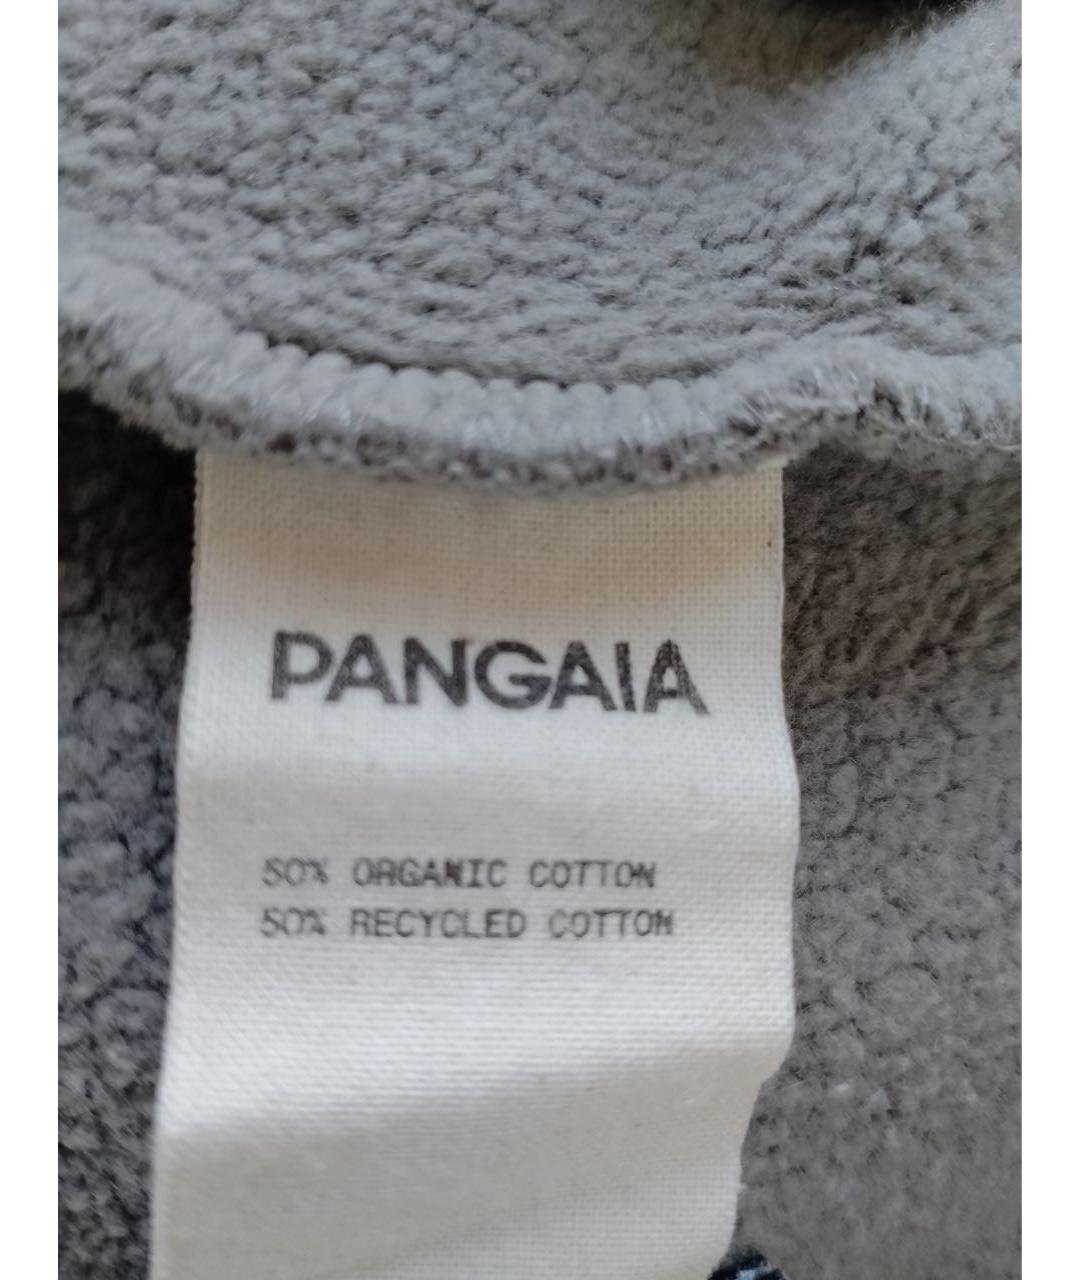 PANGAIA
50% ORGANIC COTTON
50% RECYCLED COTTON